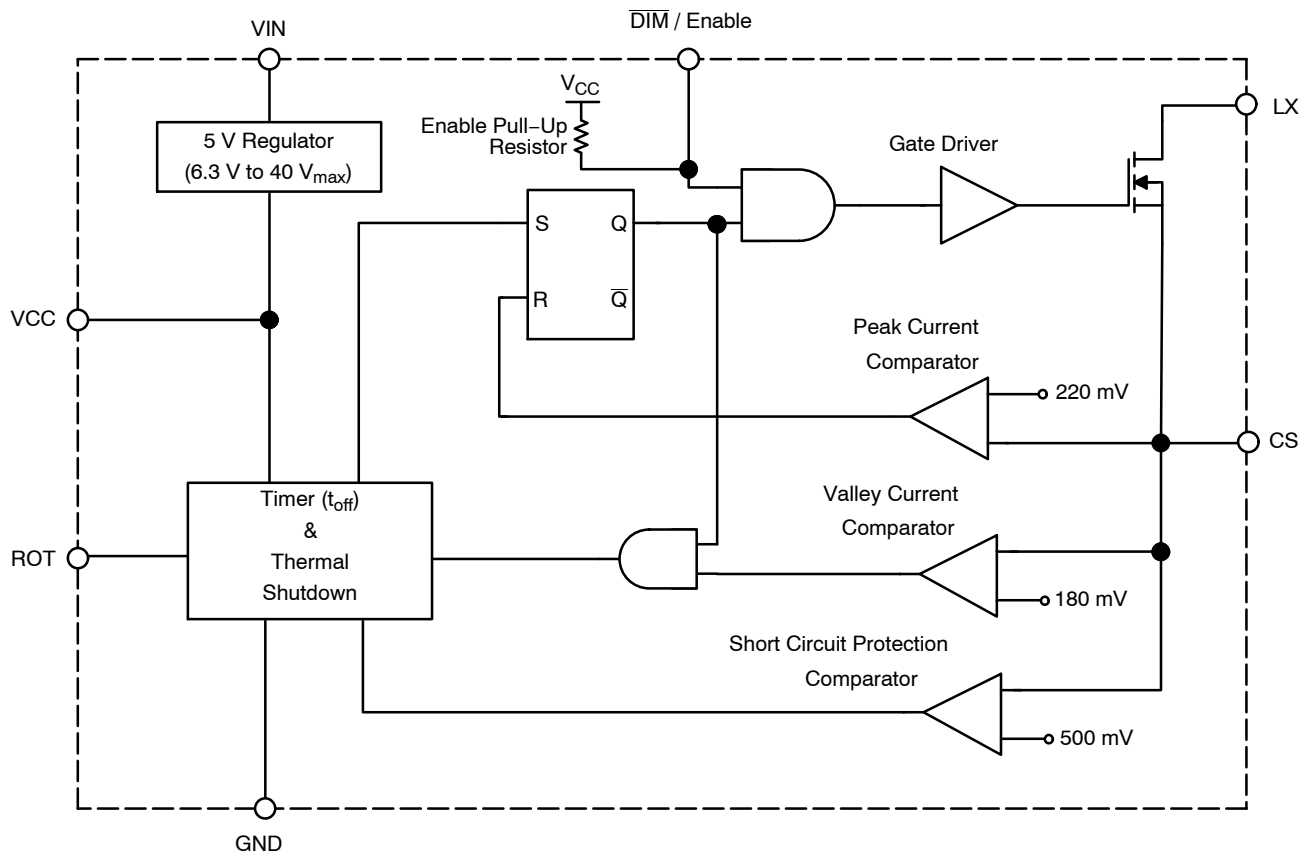 VIN
D̅I̅M̅ / Enable
VCC
Enable Pull–Up
Resistor
5 V Regulator
(6.3 V to 40 Vmax)
Gate Driver
LX
S
Q
R
Q̅
VCC
Peak Current
Comparator
220 mV
CS
Timer (toff)
&
Thermal
Shutdown
Valley Current
Comparator
180 mV
ROT
Short Circuit Protection
Comparator
500 mV
GND